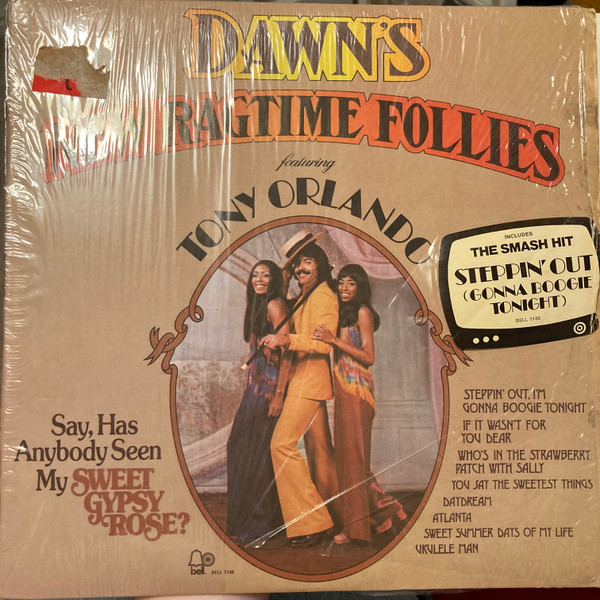 DAWN'S
RAGTIME FOLLIES
featuring
TONY ORLANDO
INCLUDES
THE SMASH HIT
STEPPIN' OUT
(GONNA BOOGIE
TONIGHT)
BELL 1130
STEPPIN' OUT, I'M
GONNA BOOGIE TONIGHT
IF IT WASN'T FOR
YOU DEAR
WHO'S IN THE STRAWBERRY
PATCH WITH SALLY
YOU SAY THE SWEETEST THINGS
DAYDREAM
ATLANTA
SWEET SUMMER DAYS OF MY LIFE
UKULELE MAN
Say, Has
Anybody Seen
My SWEET
GYPSY
ROSE?
bell
BELL 1130